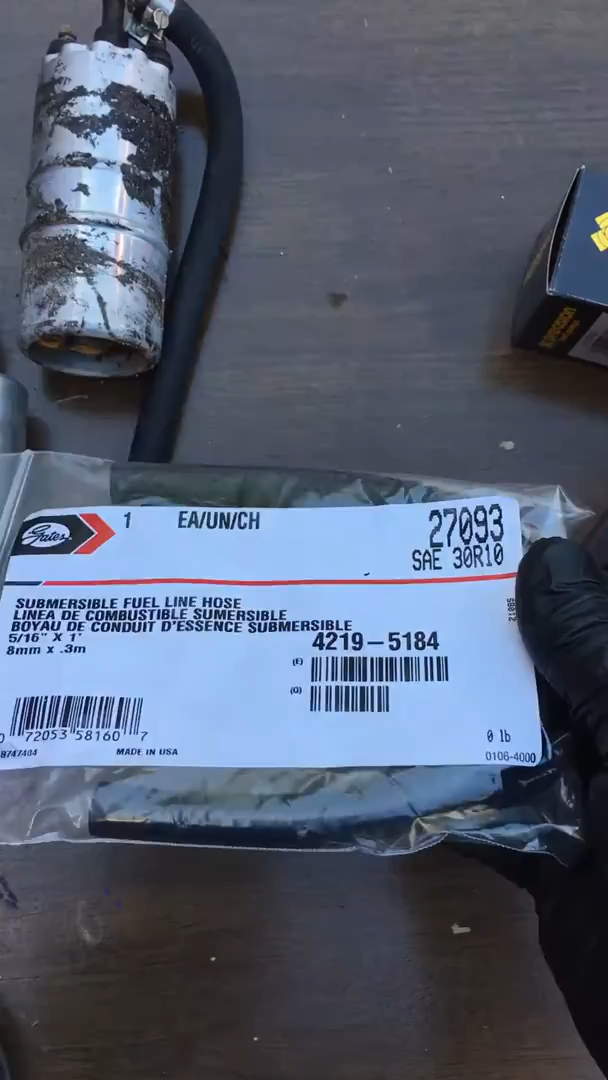 Gates
1 EA/UN/CH
27093
SAE 30R10
SUBMERSIBLE FUEL LINE HOSE
LINEA DE COMBUSTIBLE SUMERSIBLE
BOYAU DE CONDUIT D'ESSENCE SUBMERSIBLE
5/16" X 1'
8mm x .3m
4219-5184
(E)
(Q)
21085
0 72053 58160 7
8747404
MADE IN USA
0 lb
0106-4000